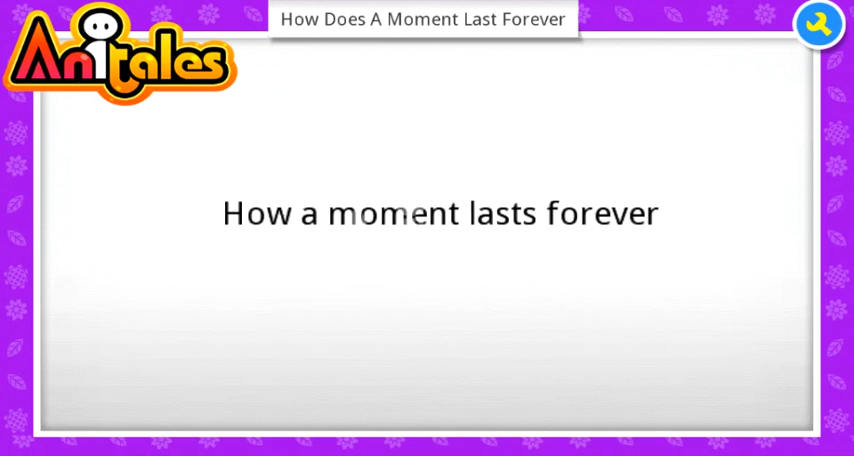 How Does A Moment Last Forever
Anitales
How a moment lasts forever